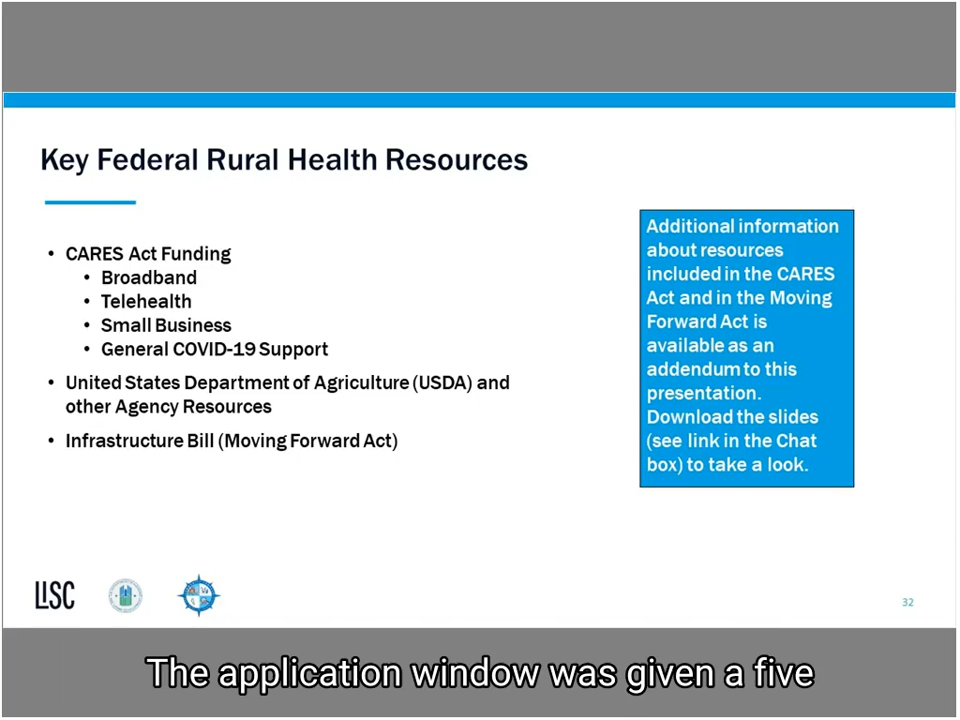 Key Federal Rural Health Resources
• CARES Act Funding
• Broadband
• Telehealth
• Small Business
• General COVID-19 Support
• United States Department of Agriculture (USDA) and
other Agency Resources
• Infrastructure Bill (Moving Forward Act)
Additional information
about resources
included in the CARES
Act and in the Moving
Forward Act is
available as an
addendum to this
presentation.
Download the slides
(see link in the Chat
box) to take a look.
LISC
32
The application window was given a five